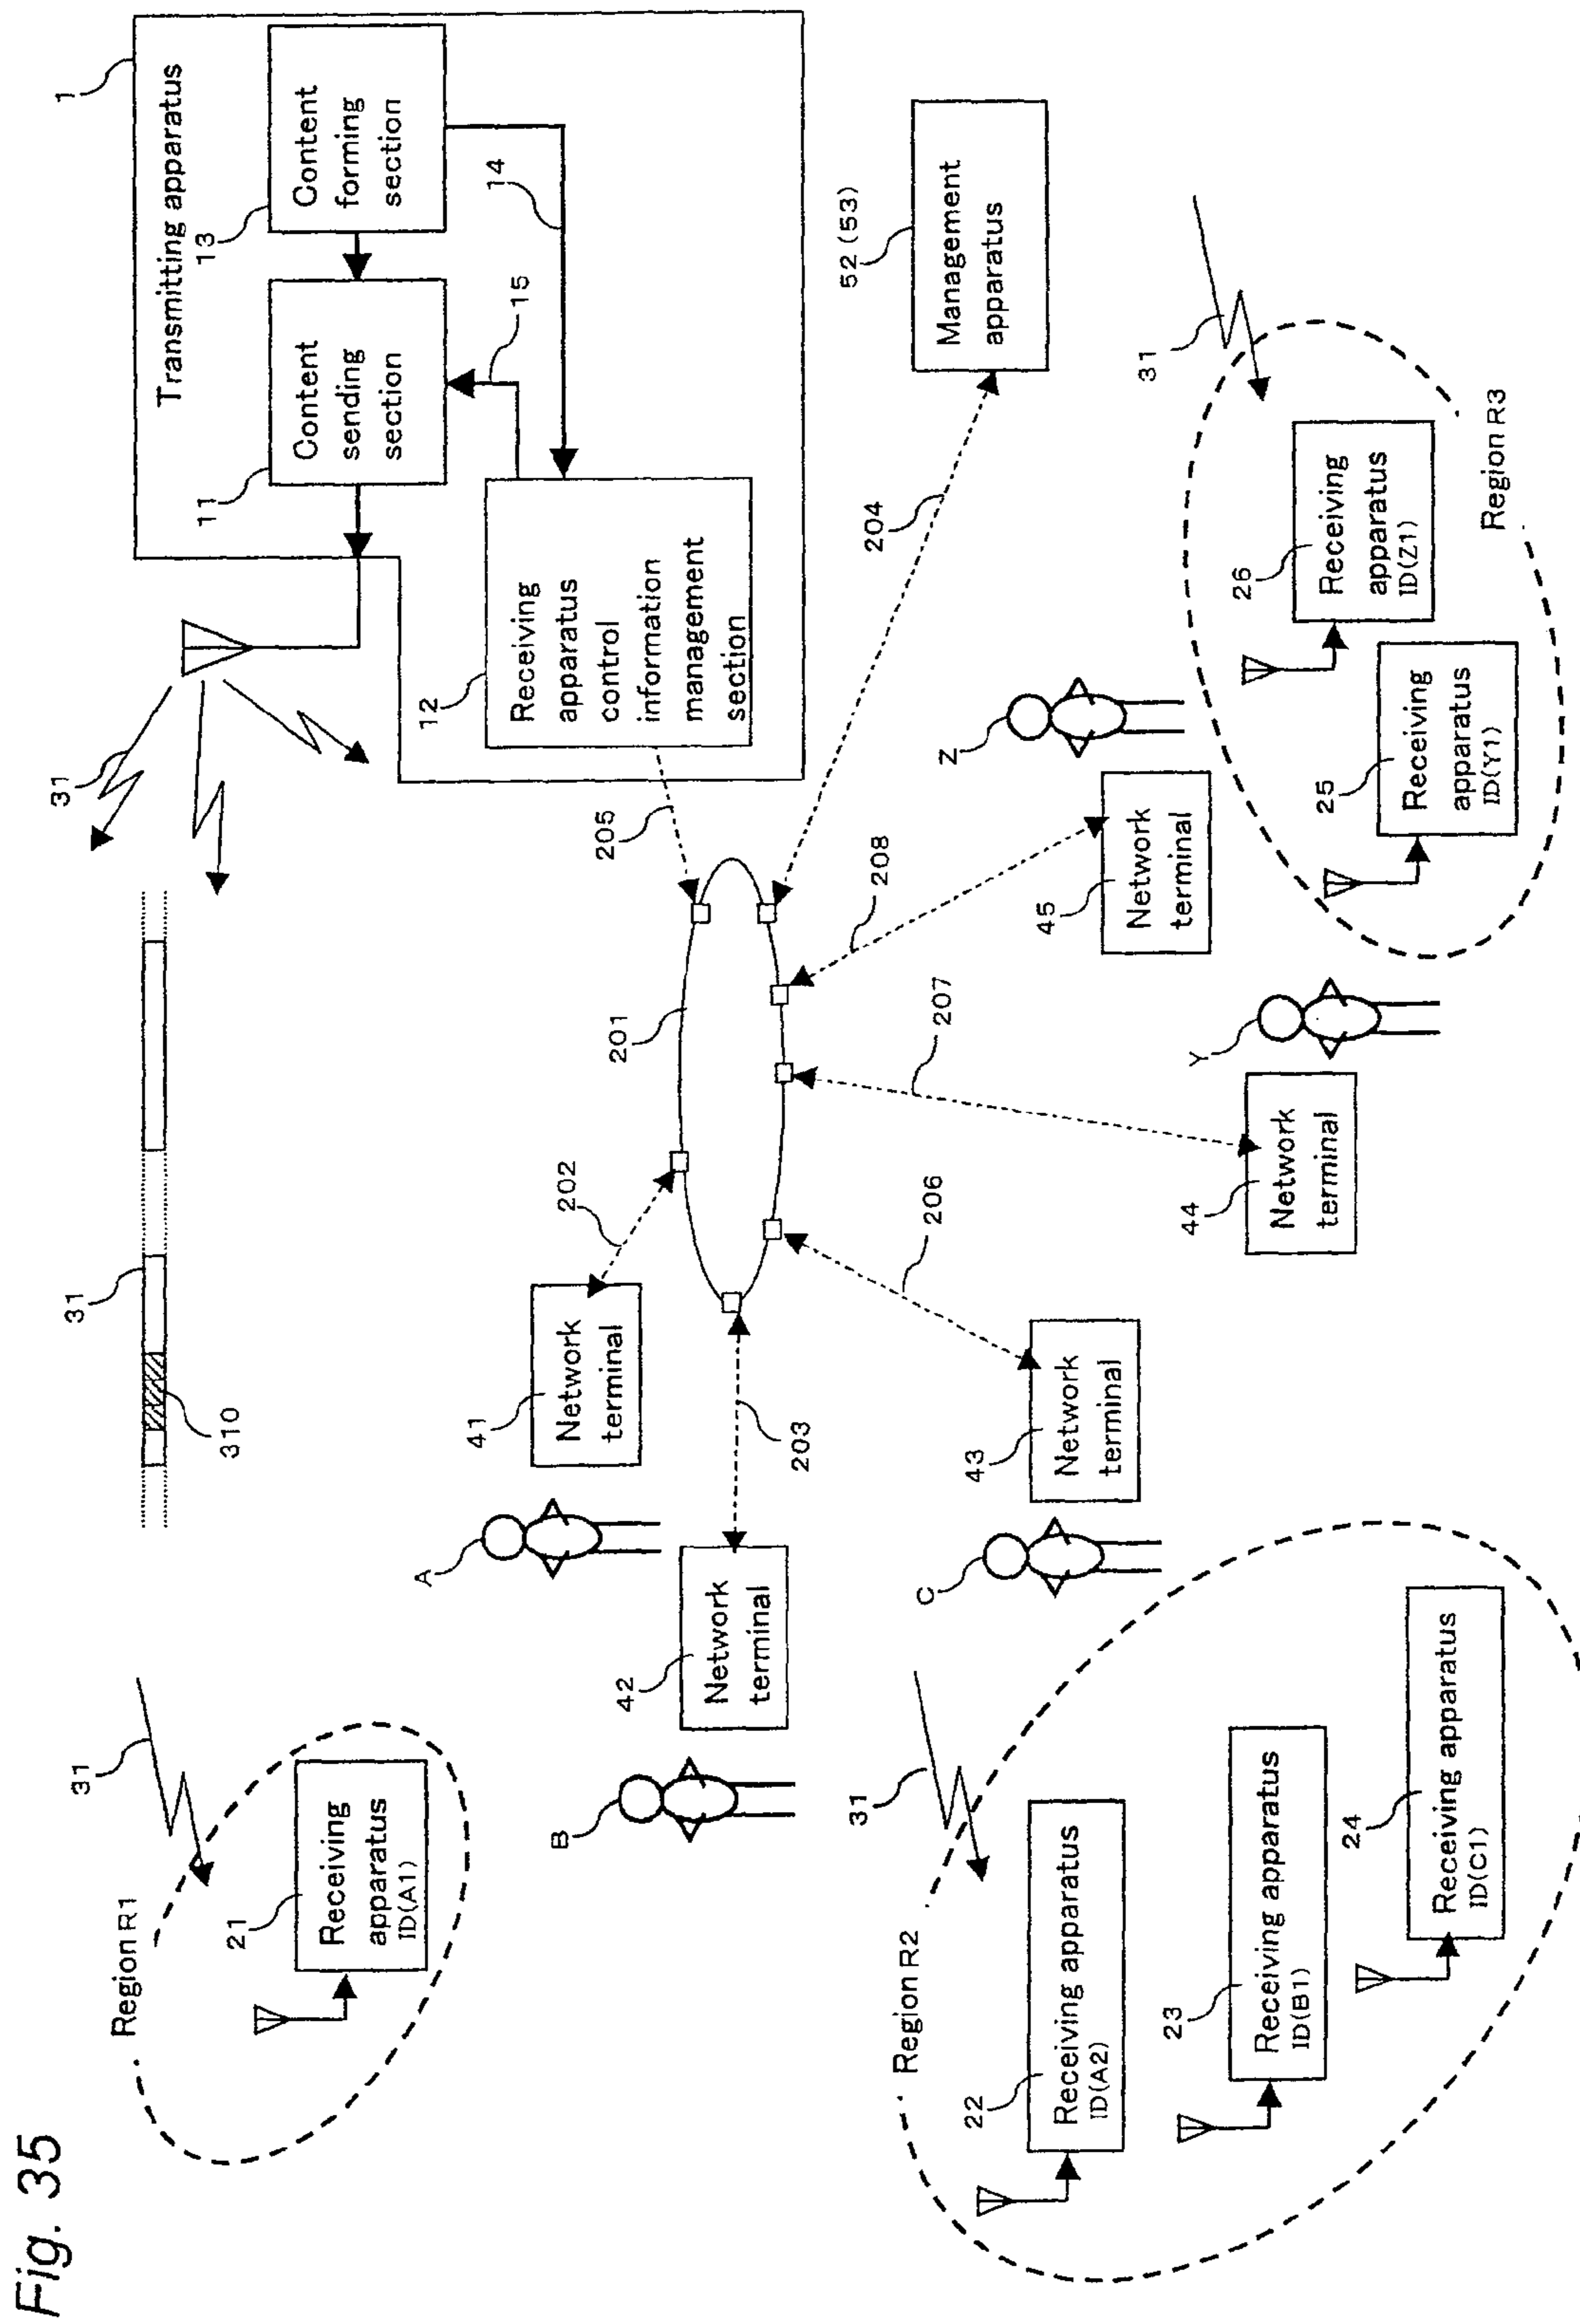 Fig. 35
1
Transmitting apparatus
Content
forming
section
13
Content
sending
section
11
14
15
Receiving
apparatus
control
information
management
section
12
31
31
310
Region R1
31
21
Receiving
apparatus
ID(A1)
A
41
Network
terminal
202
201
205
B
42
Network
terminal
203
204
52(53)
Management
apparatus
Region R2
31
22
Receiving apparatus
ID(A2)
23
Receiving apparatus
ID(B1)
24
Receiving apparatus
ID(C1)
C
43
Network
terminal
206
207
208
44
Network
terminal
Y
45
Network
terminal
Z
31
Region R3
26
Receiving
apparatus
ID(Z1)
25
Receiving
apparatus
ID(Y1)